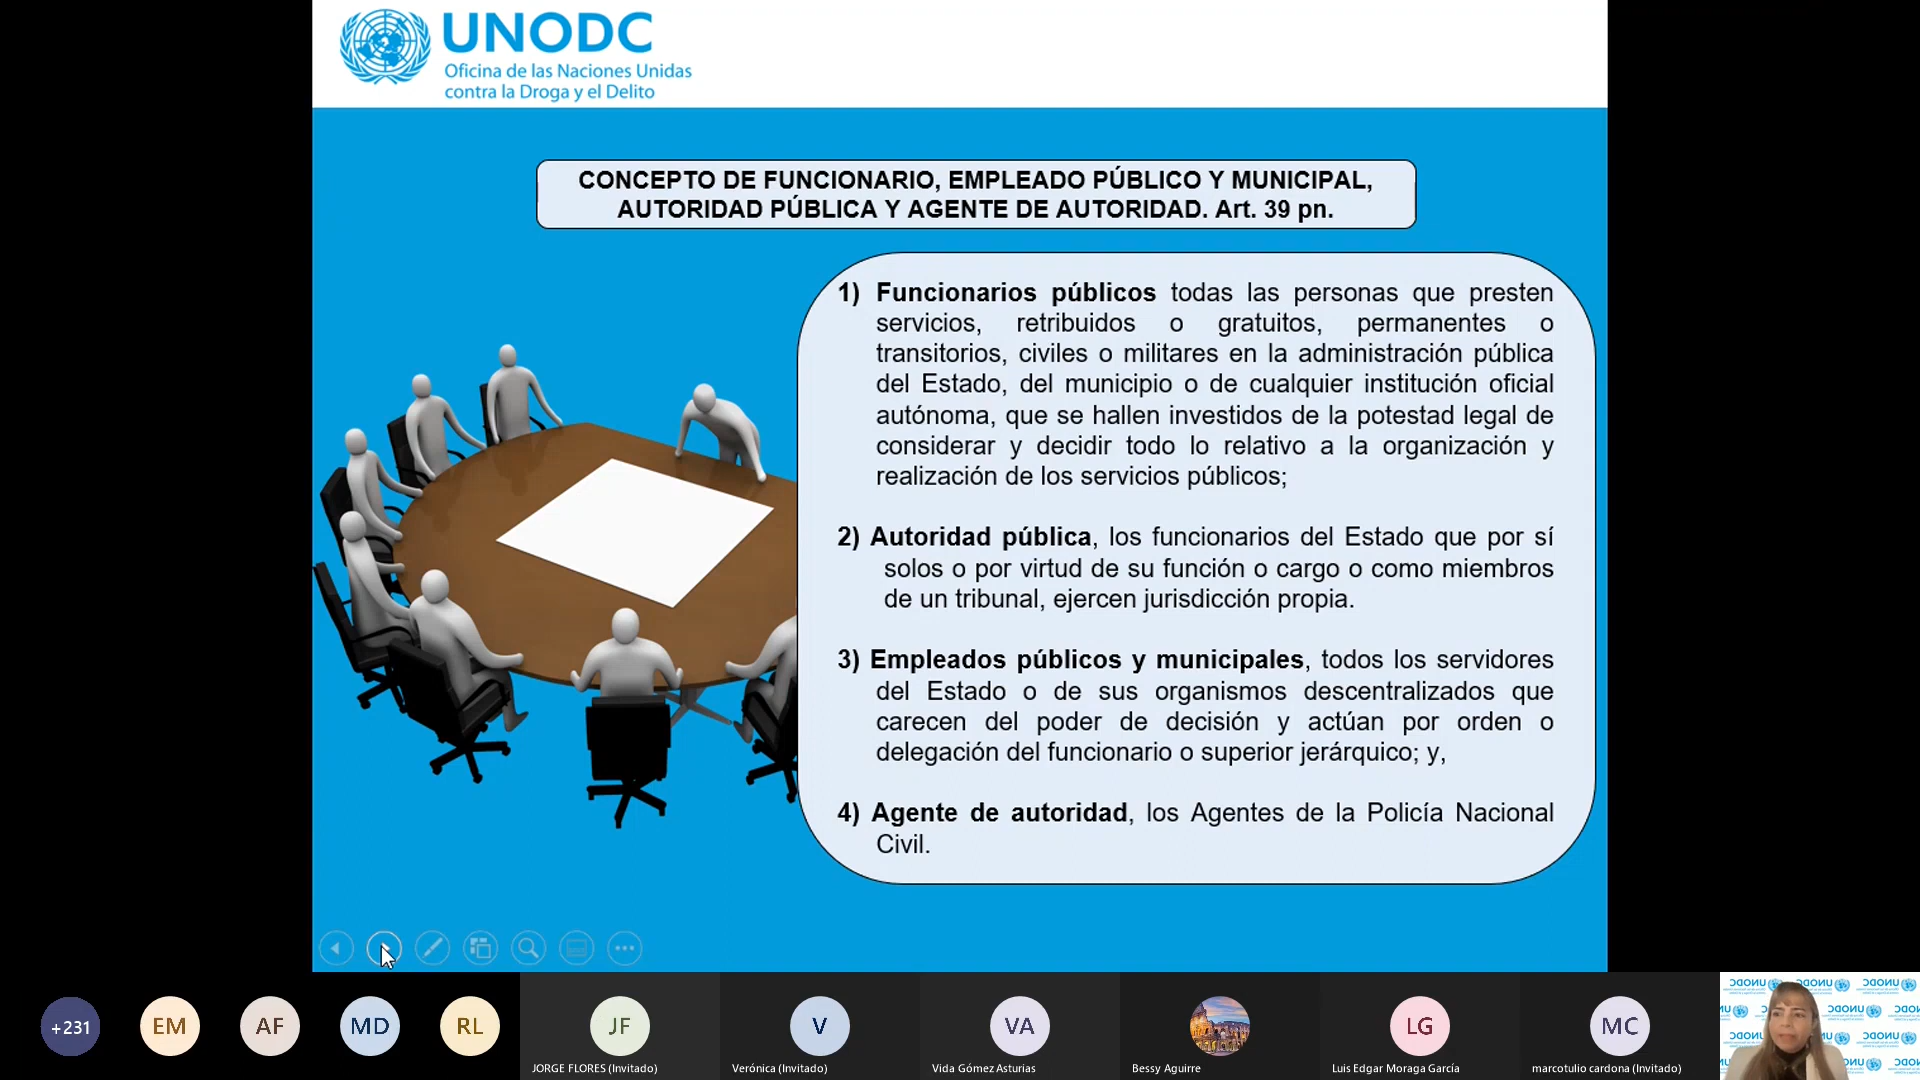 UNODC
Oficina de las Naciones Unidas
contra la Droga y el Delito
CONCEPTO DE FUNCIONARIO, EMPLEADO PÚBLICO Y MUNICIPAL,
AUTORIDAD PÚBLICA Y AGENTE DE AUTORIDAD. Art. 39 pn.
1) Funcionarios públicos todas las personas que presten
servicios, retribuidos o gratuitos, permanentes o
transitorios, civiles o militares en la administración pública
del Estado, del municipio o de cualquier institución oficial
autónoma, que se hallen investidos de la potestad legal de
considerar y decidir todo lo relativo a la organización y
realización de los servicios públicos;
2) Autoridad pública, los funcionarios del Estado que por sí
solos o por virtud de su función o cargo o como miembros
de un tribunal, ejercen jurisdicción propia.
3) Empleados públicos y municipales, todos los servidores
del Estado o de sus organismos descentralizados que
carecen del poder de decisión y actúan por orden o
delegación del funcionario o superior jerárquico; y,
4) Agente de autoridad, los Agentes de la Policía Nacional
Civil.
+231
EM
AF
MD
RL
JF
V
VA
LG
MC
JORGE FLORES (Invitado)
Verónica (Invitado)
Vida Gómez Asturias
Bessy Aguirre
Luis Edgar Moraga García
marcotulio cardona (Invitado)